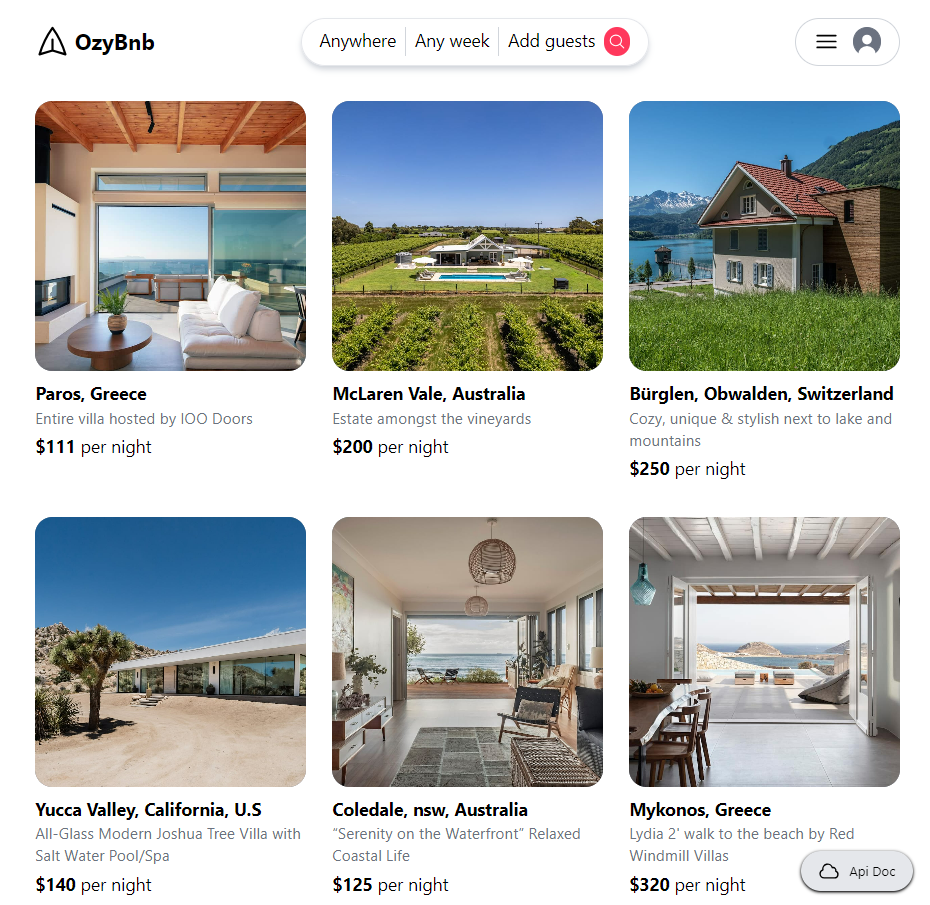 OzyBnb
Anywhere
Any week
Add guests
Paros, Greece
Entire villa hosted by IOO Doors
$111 per night
McLaren Vale, Australia
Estate amongst the vineyards
$200 per night
Bürglen, Obwalden, Switzerland
Cozy, unique & stylish next to lake and
mountains
$250 per night
Yucca Valley, California, U.S
All-Glass Modern Joshua Tree Villa with
Salt Water Pool/Spa
$140 per night
Coledale, nsw, Australia
“Serenity on the Waterfront” Relaxed
Coastal Life
$125 per night
Mykonos, Greece
Lydia 2' walk to the beach by Red
Windmill Villas
$320 per night
Api Doc